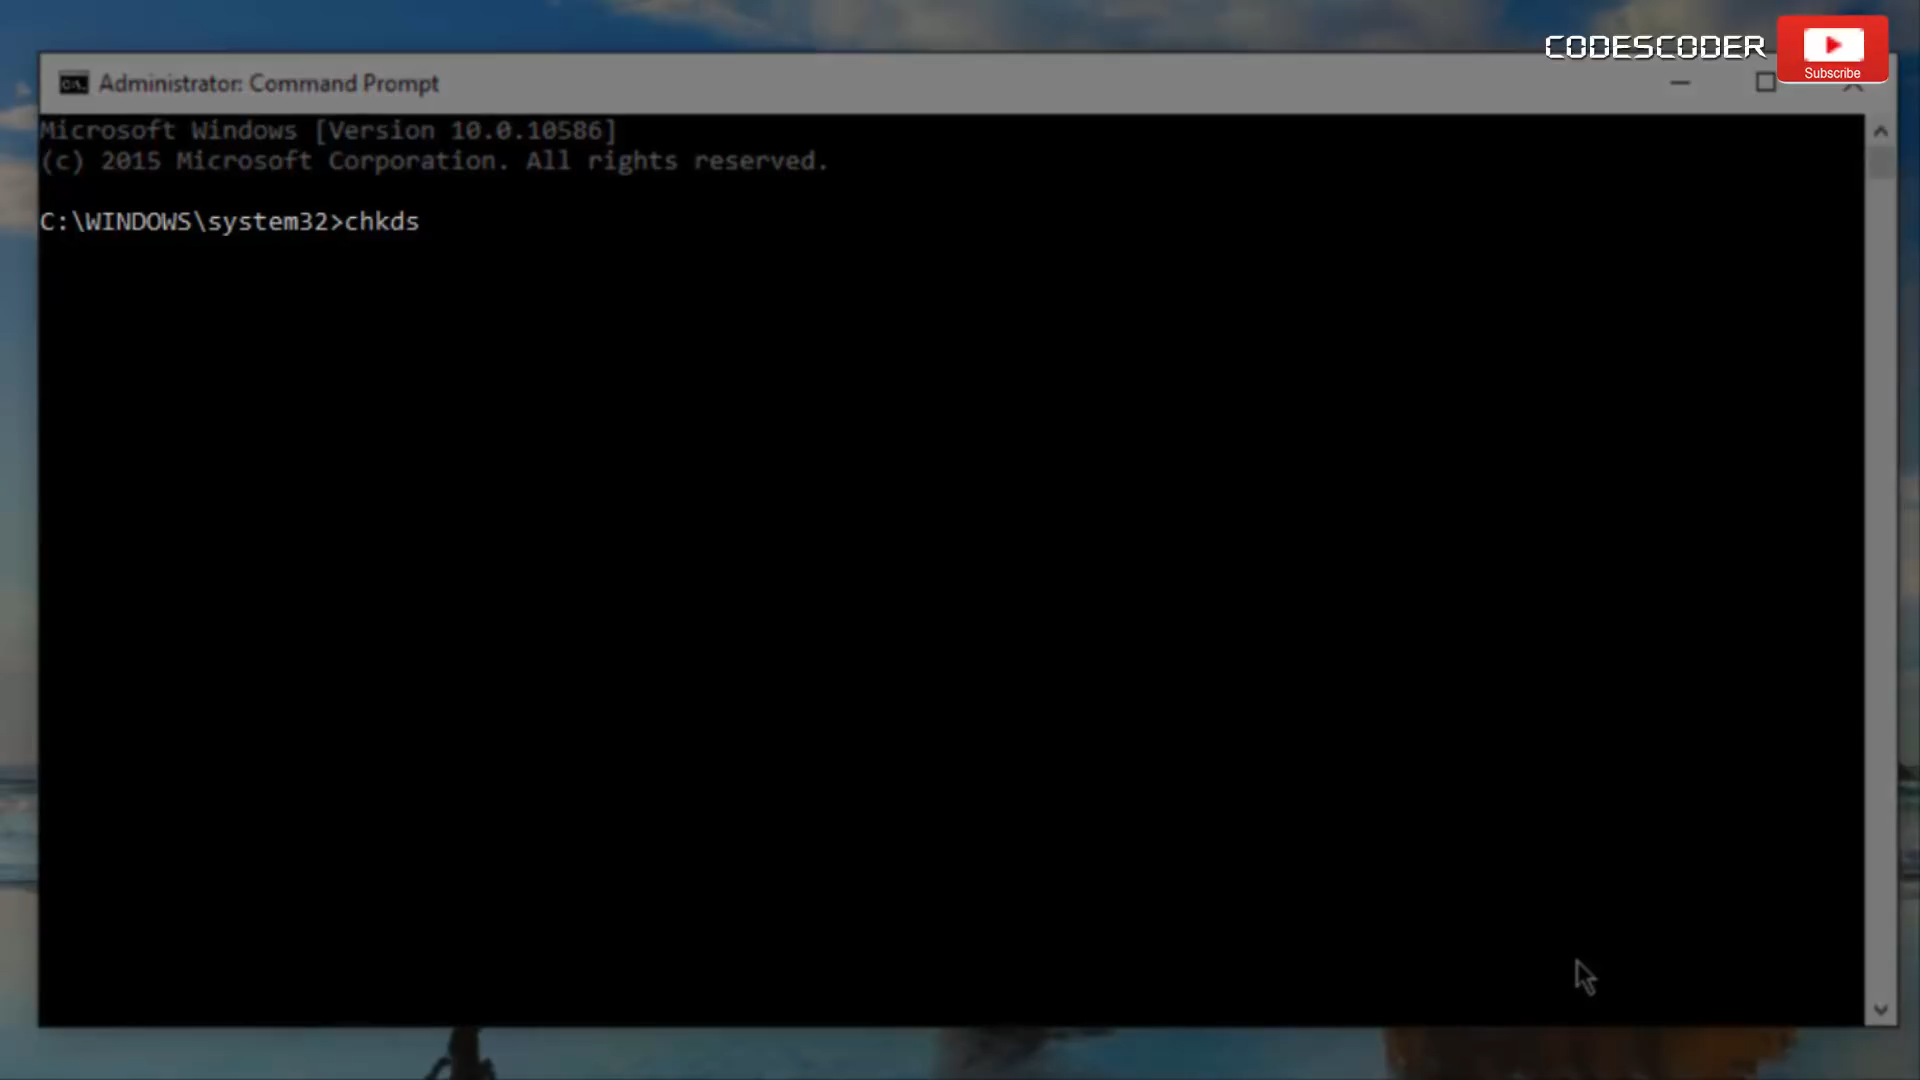 CODESCODER
Subscribe
Administrator: Command Prompt
Microsoft Windows [Version 10.0.10586]
(c) 2015 Microsoft Corporation. All rights reserved.
C:\WINDOWS\system32>chkds